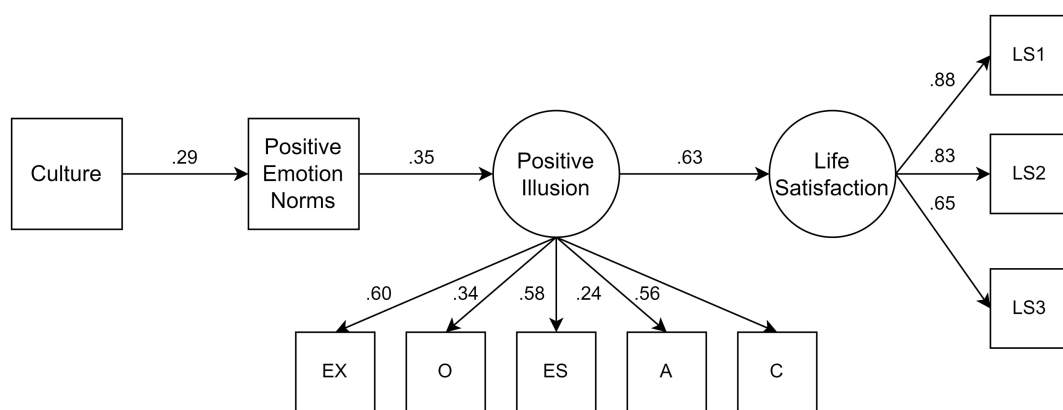 LS1
.88
Culture
.29
Positive
Emotion
Norms
.35
Positive
Illusion
.63
Life
Satisfaction
.83
LS2
.65
.60
.34
.58
.24
.56
LS3
EX
O
ES
A
C